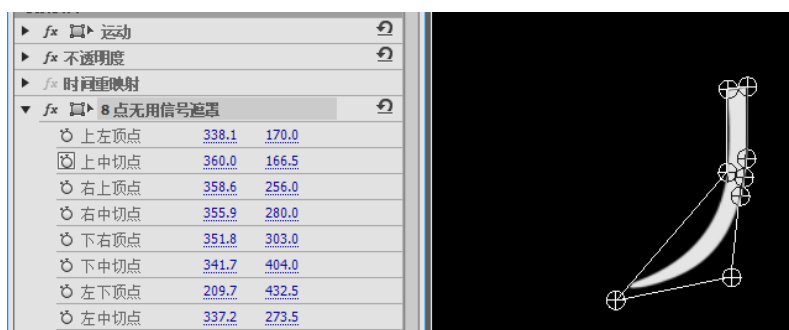 fx 运动
fx 不透明度
fx 时间重映射
fx 8点无用信号遮罩
上左顶点 338.1 170.0
上中切点 360.0 166.5
右上顶点 358.6 256.0
右中切点 355.9 280.0
下右顶点 351.8 303.0
下中切点 341.7 404.0
左下顶点 209.7 432.5
左中切点 337.2 273.5